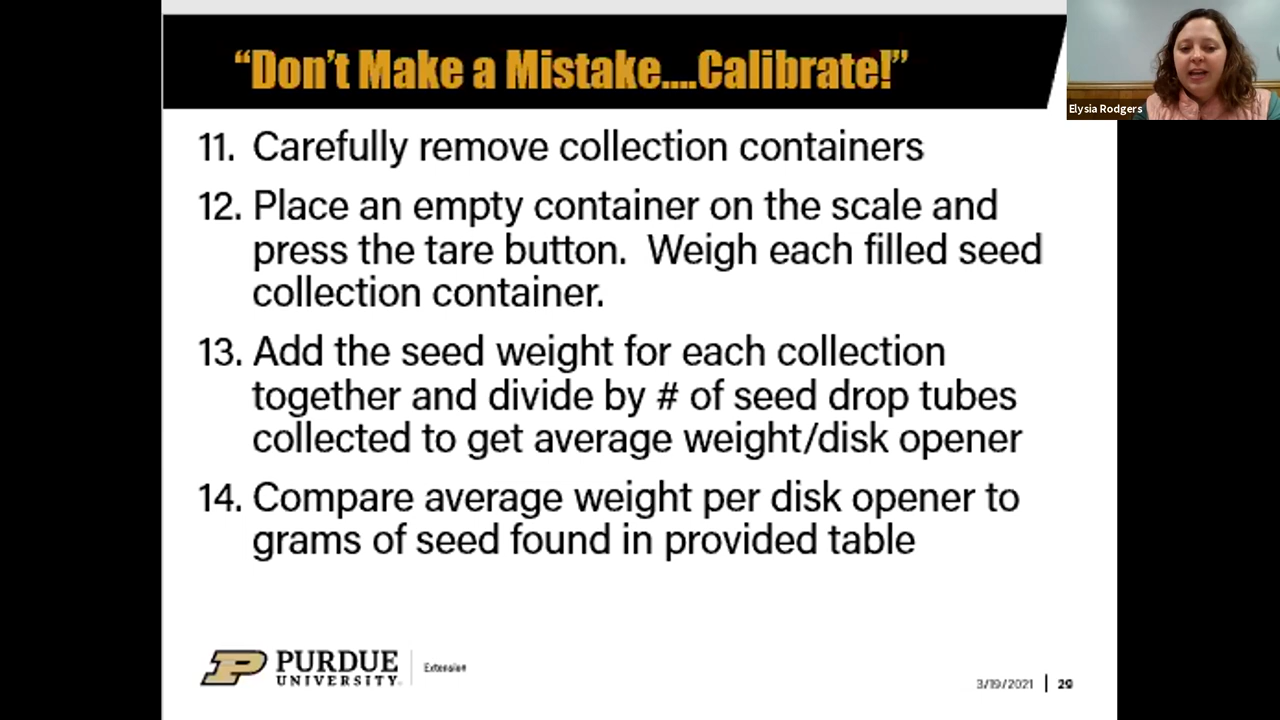 “Don’t Make a Mistake....Calibrate!”
Elysia Rodgers
11. Carefully remove collection containers
12. Place an empty container on the scale and
press the tare button. Weigh each filled seed
collection container.
13. Add the seed weight for each collection
together and divide by # of seed drop tubes
collected to get average weight/disk opener
14. Compare average weight per disk opener to
grams of seed found in provided table
PURDUE
UNIVERSITY
Extension
3/19/2021 | 29